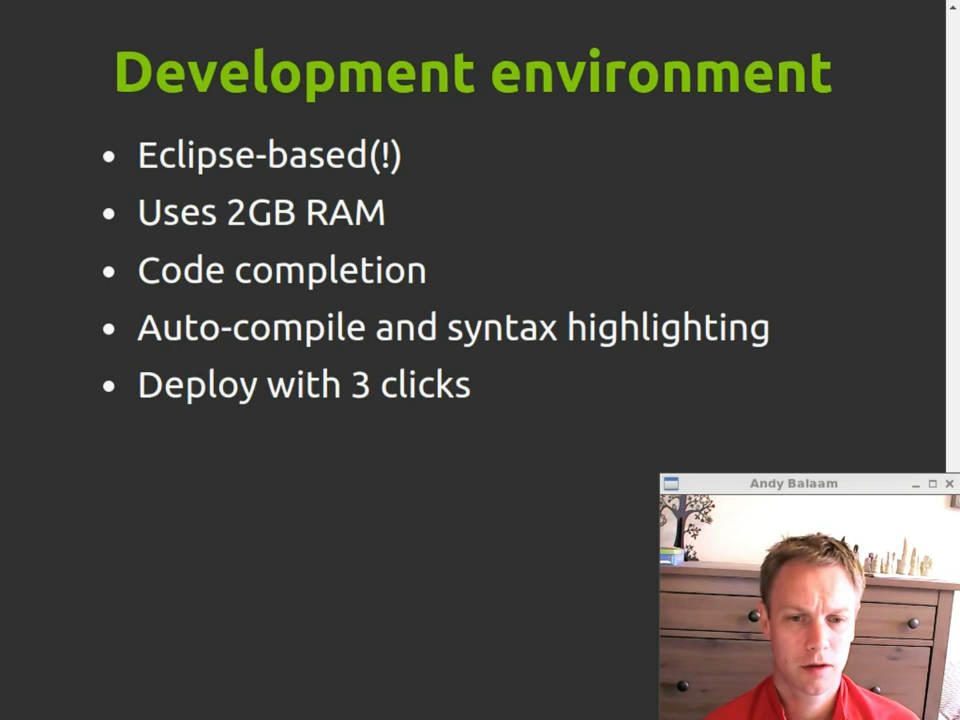 Development environment
Eclipse-based(!)
Uses 2GB RAM
Code completion
Auto-compile and syntax highlighting
Deploy with 3 clicks
Andy Balaam